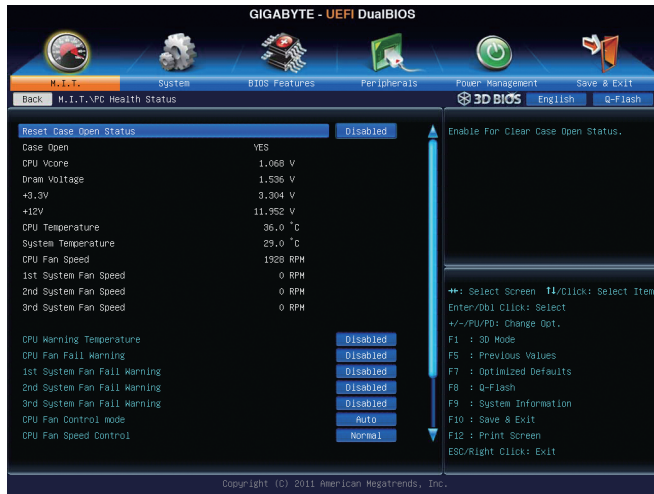 GIGABYTE - UEFI DualBIOS
M.I.T. System BIOS Features Peripherals Power Management Save & Exit
Back M.I.T.\PC Health Status 3D BIOS English Q-Flash
Reset Case Open Status Disabled
Case Open YES
CPU Vcore 1.068 V
Dram Voltage 1.536 V
+3.3V 3.304 V
+12V 11.952 V
CPU Temperature 36.0 °C
System Temperature 29.0 °C
CPU Fan Speed 1928 RPM
1st System Fan Speed 0 RPM
2nd System Fan Speed 0 RPM
3rd System Fan Speed 0 RPM
CPU Warning Temperature Disabled
CPU Fan Fail Warning Disabled
1st System Fan Fail Warning Disabled
2nd System Fan Fail Warning Disabled
3rd System Fan Fail Warning Disabled
CPU Fan Control mode Auto
CPU Fan Speed Control Normal
Enable For Clear Case Open Status.
→←: Select Screen ↑↓/Click: Select Item
Enter/Dbl Click: Select
+/-/PU/PD: Change Opt.
F1 : 3D Mode
F5 : Previous Values
F7 : Optimized Defaults
F8 : Q-Flash
F9 : System Information
F10 : Save & Exit
F12 : Print Screen
ESC/Right Click: Exit
Copyright (C) 2011 American Megatrends, Inc.